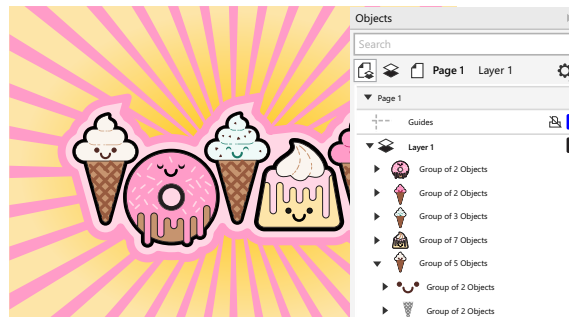 Objects
Search
Page 1 Layer 1
Page 1
Guides
Layer 1
Group of 2 Objects
Group of 2 Objects
Group of 3 Objects
Group of 7 Objects
Group of 5 Objects
Group of 2 Objects
Group of 2 Objects